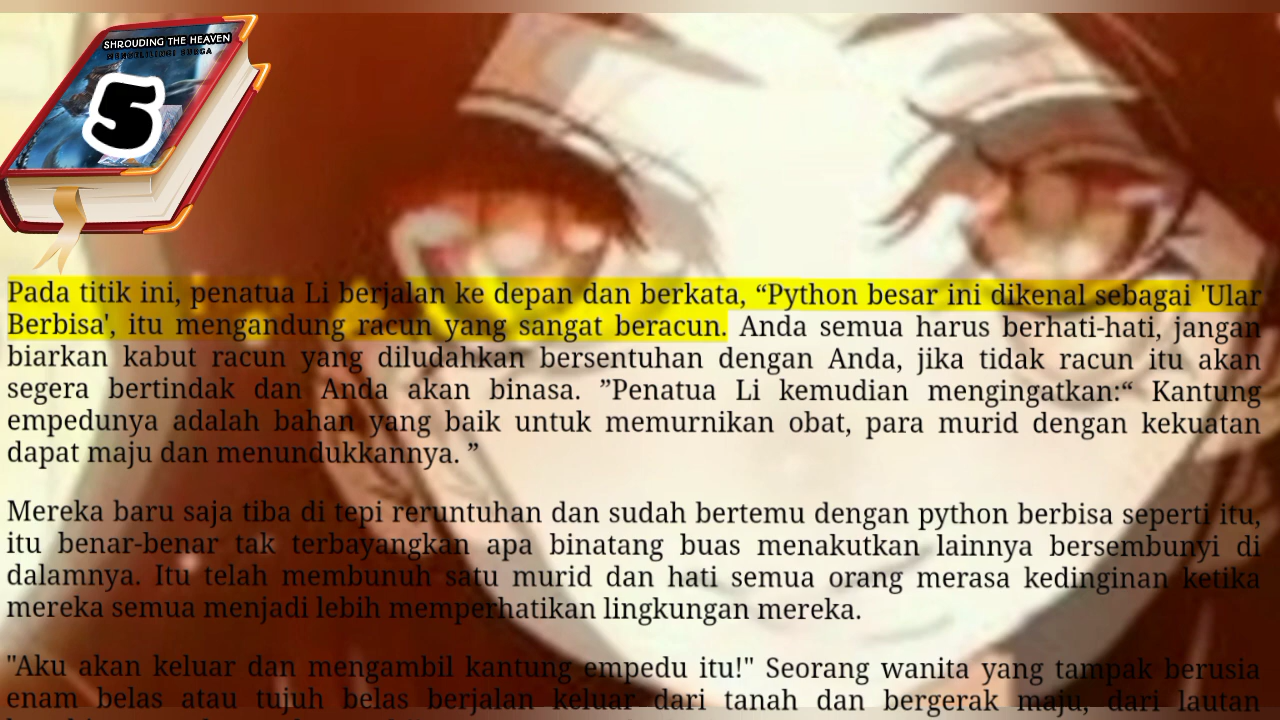 SHROUDING THE HEAVEN
5
Pada titik ini, penatua Li berjalan ke depan dan berkata, “Python besar ini dikenal sebagai 'Ular
Berbisa', itu mengandung racun yang sangat beracun. Anda semua harus berhati-hati, jangan
biarkan kabut racun yang diludahkan bersentuhan dengan Anda, jika tidak racun itu akan
segera bertindak dan Anda akan binasa. ”Penatua Li kemudian mengingatkan:“ Kantung
empedunya adalah bahan yang baik untuk memurnikan obat, para murid dengan kekuatan
dapat maju dan menundukkannya. ”
Mereka baru saja tiba di tepi reruntuhan dan sudah bertemu dengan python berbisa seperti itu,
itu benar-benar tak terbayangkan apa binatang buas menakutkan lainnya bersembunyi di
dalamnya. Itu telah membunuh satu murid dan hati semua orang merasa kedinginan ketika
mereka semua menjadi lebih memperhatikan lingkungan mereka.
"Aku akan keluar dan mengambil kantung empedu itu!" Seorang wanita yang tampak berusia
enam belas atau tujuh belas berjalan keluar dari tanah dan bergerak maju, dari lautan